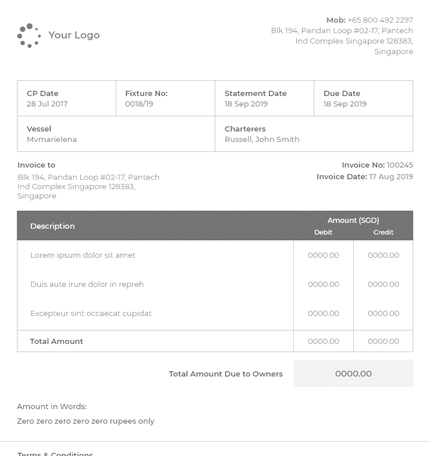 Mob: +65 800 492 2297
Your Logo
Blk 194, Pandan Loop #02-17, Pantech
Ind Complex Singapore 128383,
Singapore
CP Date
28 Jul 2017
Fixture No:
0018/19
Statement Date
18 Sep 2019
Due Date
18 Sep 2019
Vessel
Mvmarielena
Charterers
Russell, John Smith
Invoice to
Blk 194, Pandan Loop #02-17, Pantech
Ind Complex Singapore 128383,
Singapore
Invoice No: 100245
Invoice Date: 17 Aug 2019
Description
Amount (SGD)
Debit Credit
Lorem ipsum dolor sit amet 0000.00 0000.00
Duis aute irure dolor in repreh 0000.00 0000.00
Excepteur sint occaecat cupidat 0000.00 0000.00
Total Amount 0000.00 0000.00
Total Amount Due to Owners 0000.00
Amount in Words:
Zero zero zero zero zero rupees only
Terms & Conditions